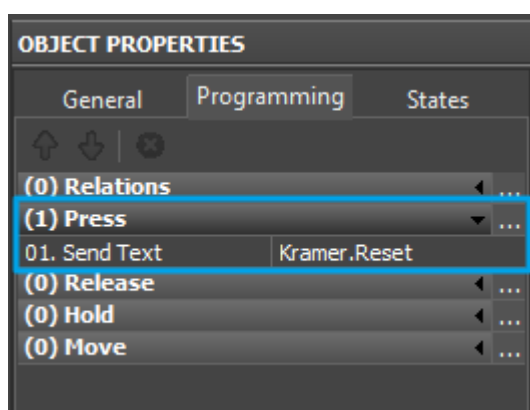 OBJECT PROPERTIES
General Programming States
(0) Relations ...
(1) Press ...
01. Send Text Kramer.Reset
(0) Release ...
(0) Hold ...
(0) Move ...